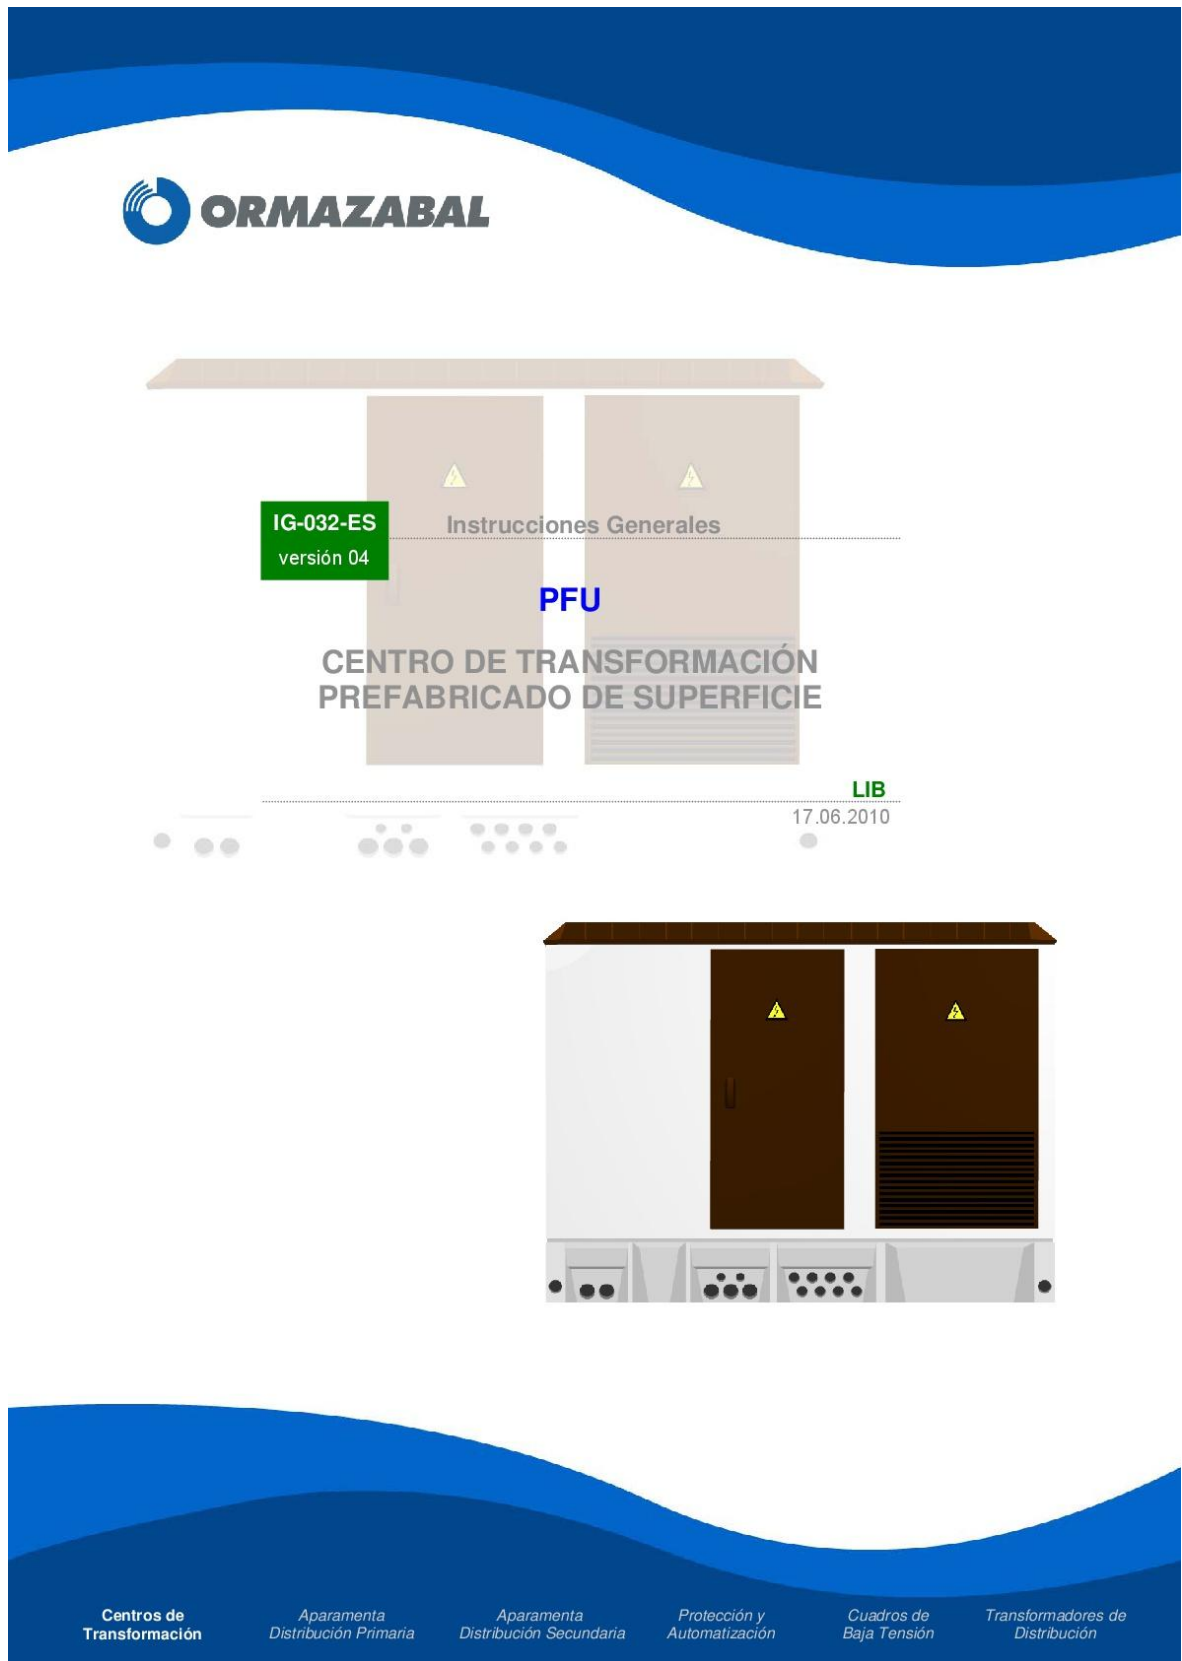 ORMAZABAL
IG-032-ES
versión 04
Instrucciones Generales
PFU
CENTRO DE TRANSFORMACIÓN
PREFABRICADO DE SUPERFICIE
LIB
17.06.2010
Centros de
Transformación
Aparamenta
Distribución Primaria
Aparamenta
Distribución Secundaria
Protección y
Automatización
Cuadros de
Baja Tensión
Transformadores de
Distribución